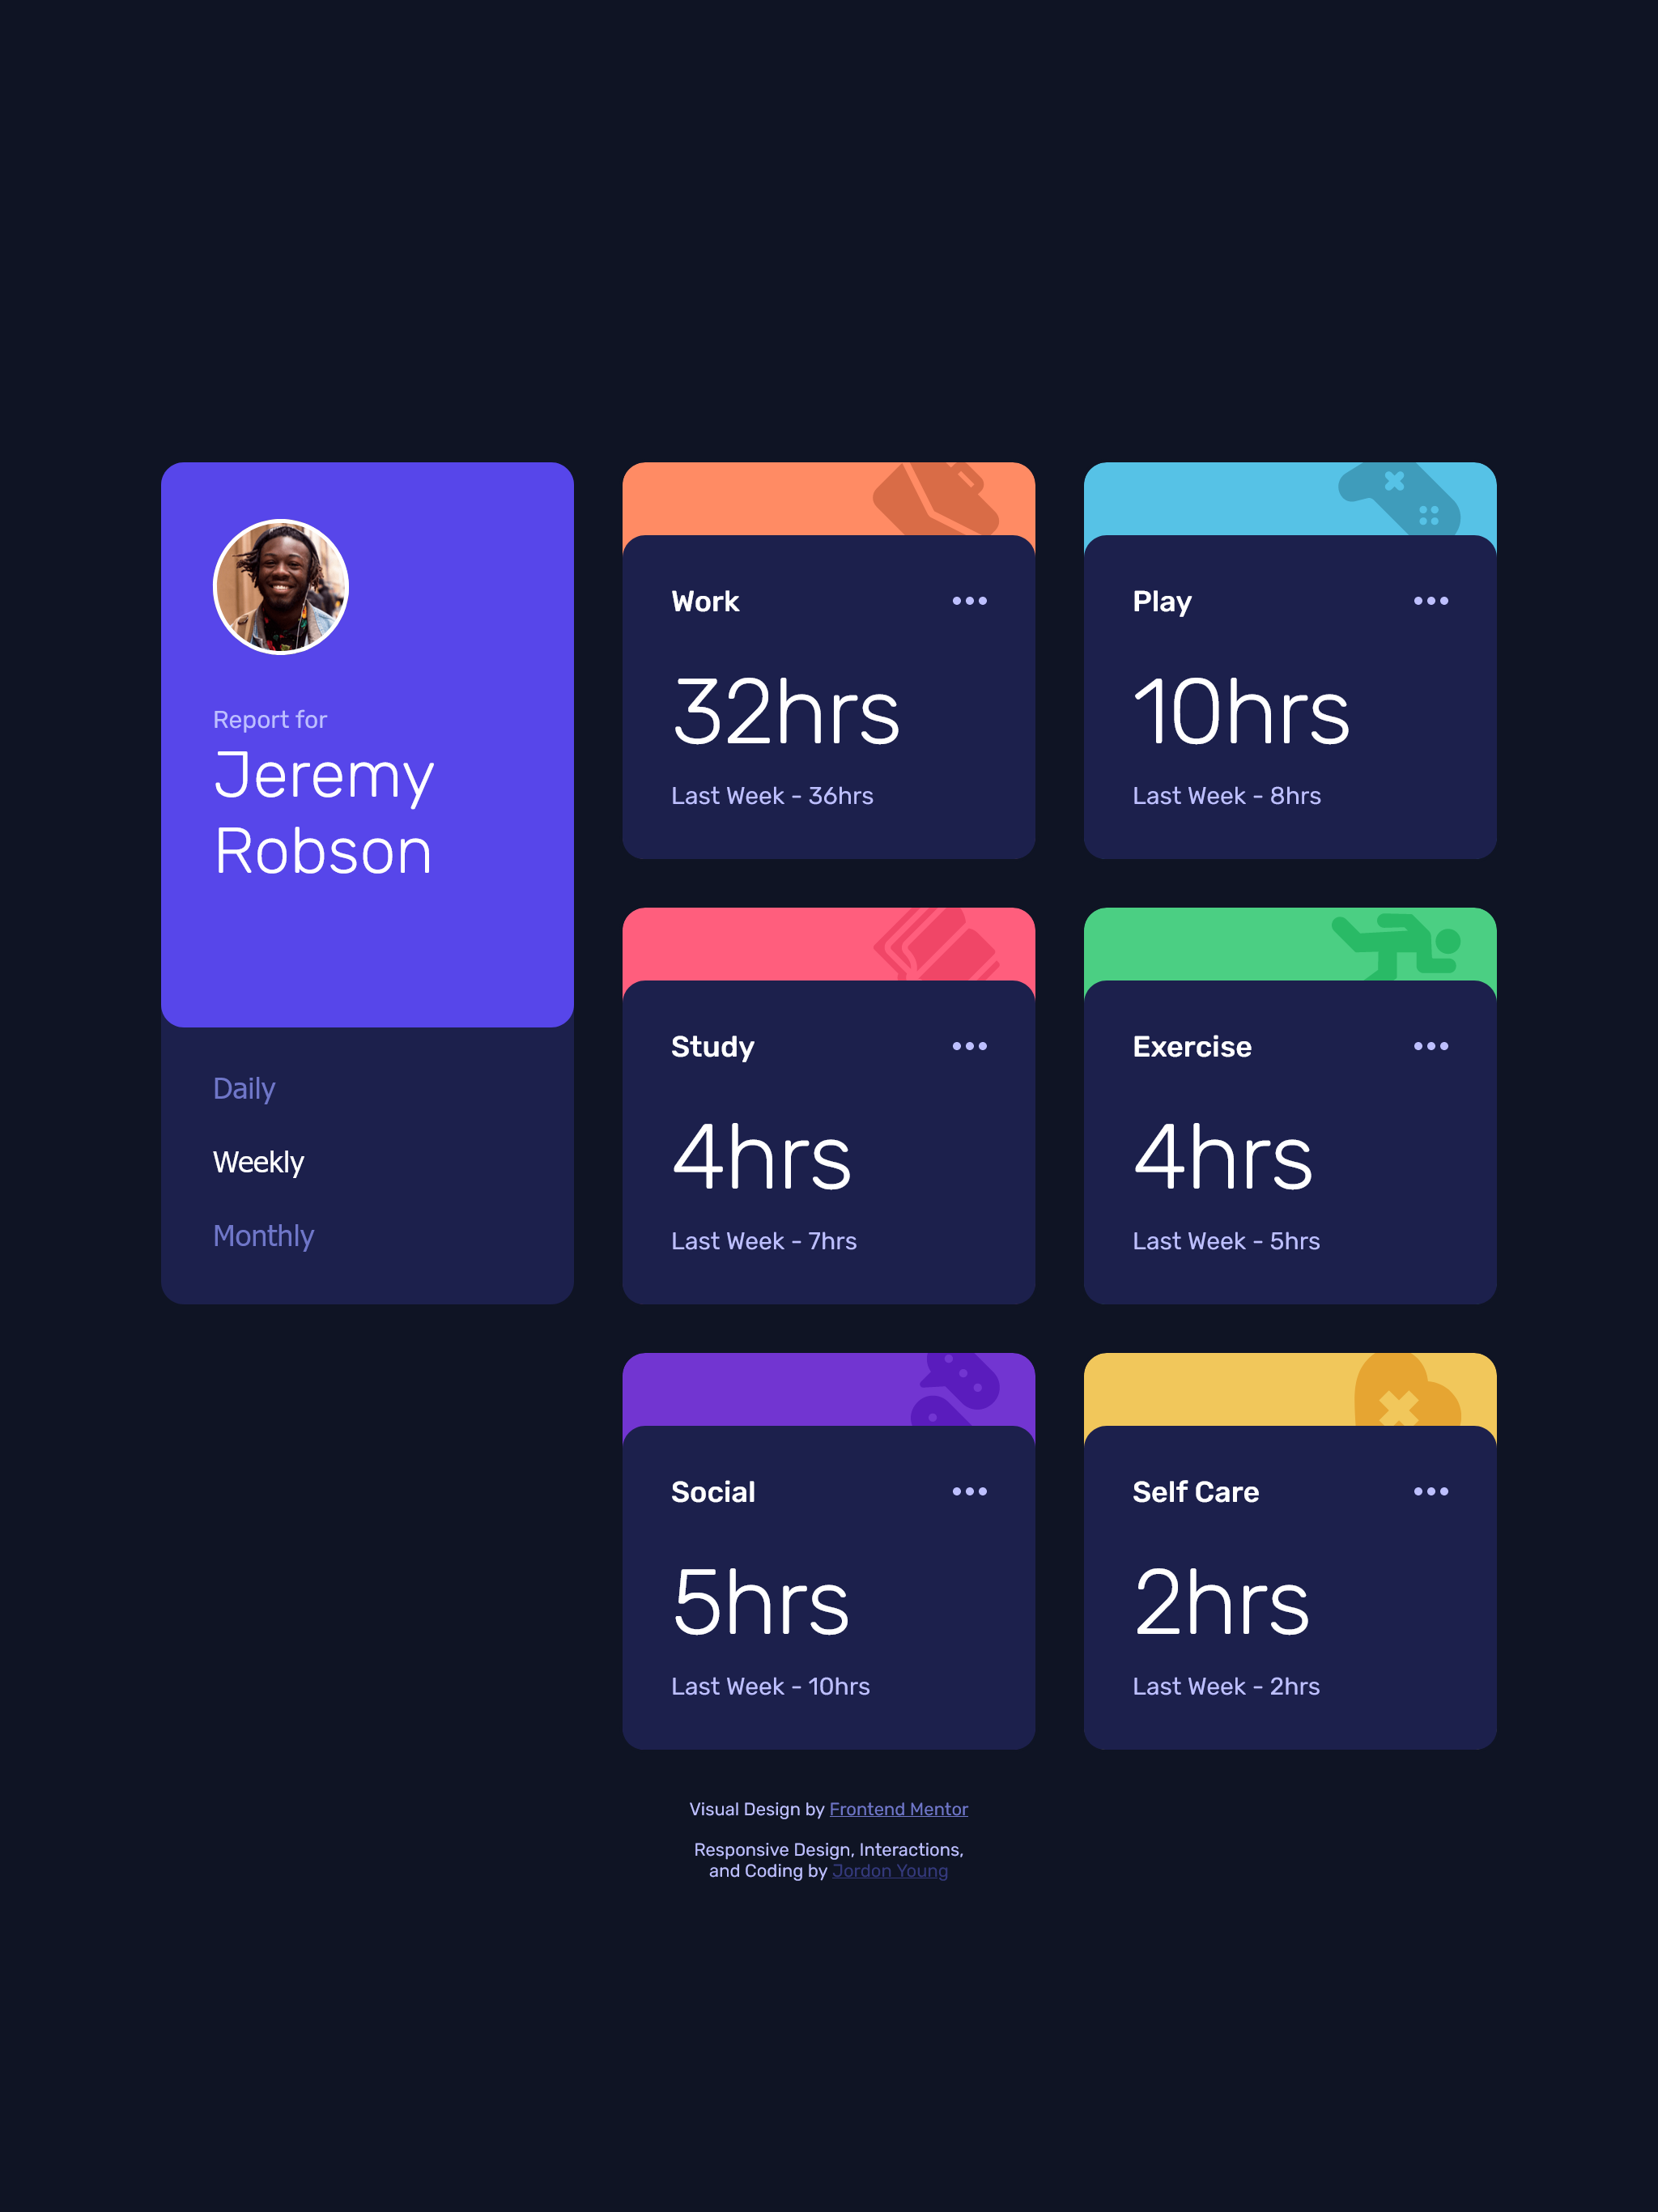 Report for
Jeremy
Robson
Daily
Weekly
Monthly
Work
32hrs
Last Week - 36hrs
Play
10hrs
Last Week - 8hrs
Study
4hrs
Last Week - 7hrs
Exercise
4hrs
Last Week - 5hrs
Social
5hrs
Last Week - 10hrs
Self Care
2hrs
Last Week - 2hrs
Visual Design by Frontend Mentor
Responsive Design, Interactions,
and Coding by Jordon Young